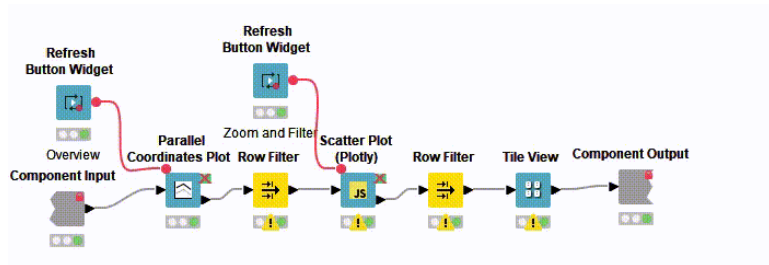 Refresh
Button Widget
Refresh
Button Widget
Overview
Zoom and Filter
Component Input
Parallel
Coordinates Plot
Row Filter
Scatter Plot
(Plotly)
JS
Row Filter
Tile View
Component Output